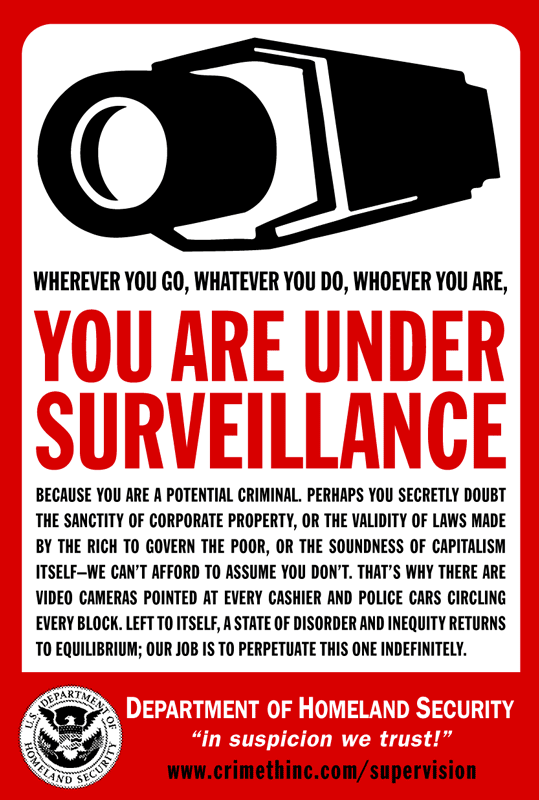 WHEREVER YOU GO, WHATEVER YOU DO, WHOEVER YOU ARE,
YOU ARE UNDER
SURVEILLANCE
BECAUSE YOU ARE A POTENTIAL CRIMINAL. PERHAPS YOU SECRETLY DOUBT
THE SANCTITY OF CORPORATE PROPERTY, OR THE VALIDITY OF LAWS MADE
BY THE RICH TO GOVERN THE POOR, OR THE SOUNDNESS OF CAPITALISM
ITSELF—WE CAN'T AFFORD TO ASSUME YOU DON'T. THAT'S WHY THERE ARE
VIDEO CAMERAS POINTED AT EVERY CASHIER AND POLICE CARS CIRCLING
EVERY BLOCK. LEFT TO ITSELF, A STATE OF DISORDER AND INEQUITY RETURNS
TO EQUILIBRIUM; OUR JOB IS TO PERPETUATE THIS ONE INDEFINITELY.
U.S. DEPARTMENT OF
HOMELAND SECURITY
DEPARTMENT OF HOMELAND SECURITY
“in suspicion we trust!”
www.crimethinc.com/supervision